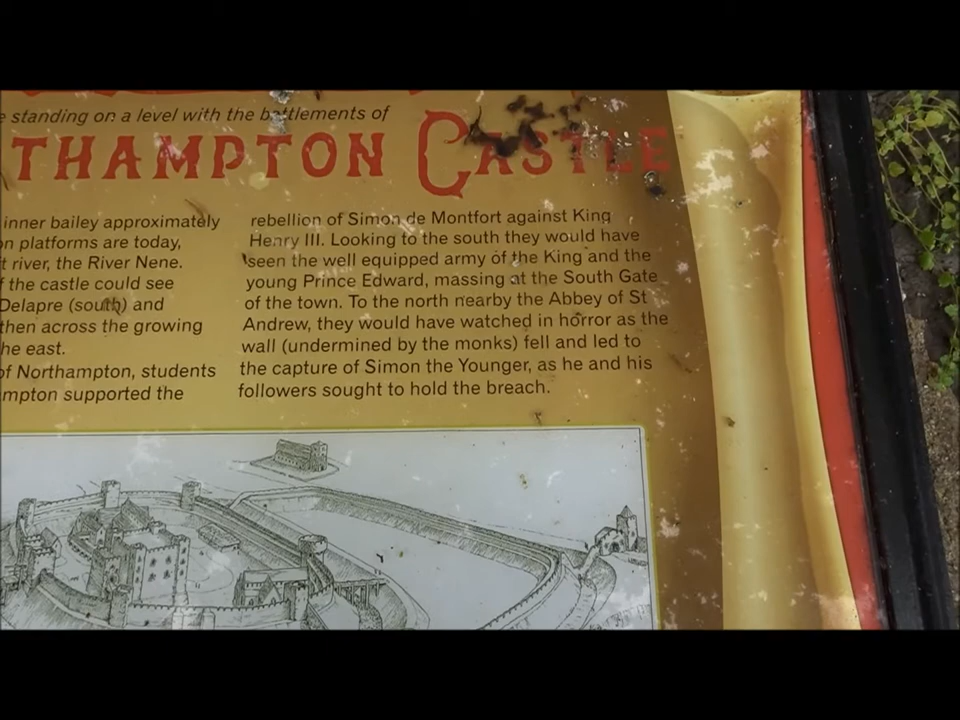 e standing on a level with the battlements of
THAMPTON CASTLE
inner bailey approximately
on platforms are today,
t river, the River Nene.
f the castle could see
Delapre (south) and
then across the growing
he east.
of Northampton, students
mpton supported the
rebellion of Simon de Montfort against King
Henry III. Looking to the south they would have
seen the well equipped army of the King and the
young Prince Edward, massing at the South Gate
of the town. To the north nearby the Abbey of St
Andrew, they would have watched in horror as the
wall (undermined by the monks) fell and led to
the capture of Simon the Younger, as he and his
followers sought to hold the breach.